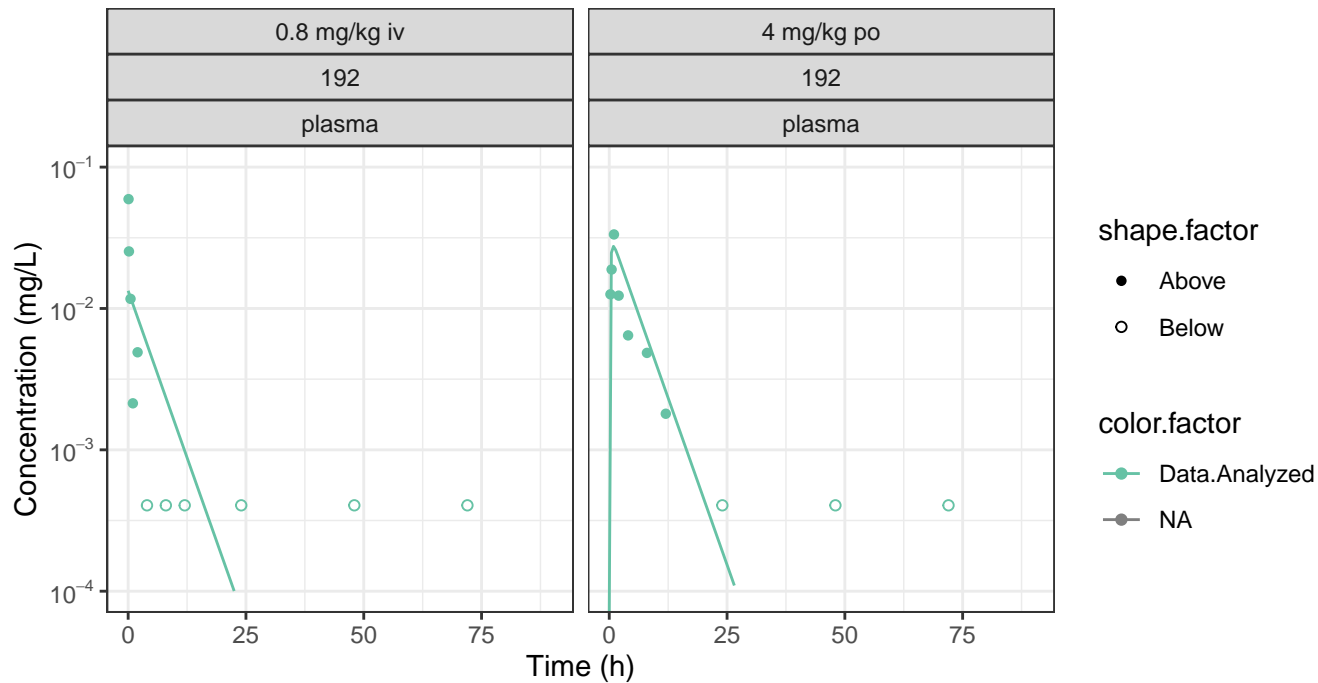 0.8 mg/kg iv
4 mg/kg po
192
192
plasma
plasma
10⁻¹
10⁻²
10⁻³
10⁻⁴
Concentration (mg/L)
0
25
50
75
0
25
50
75
Time (h)
shape.factor
Above
Below
color.factor
Data.Analyzed
NA